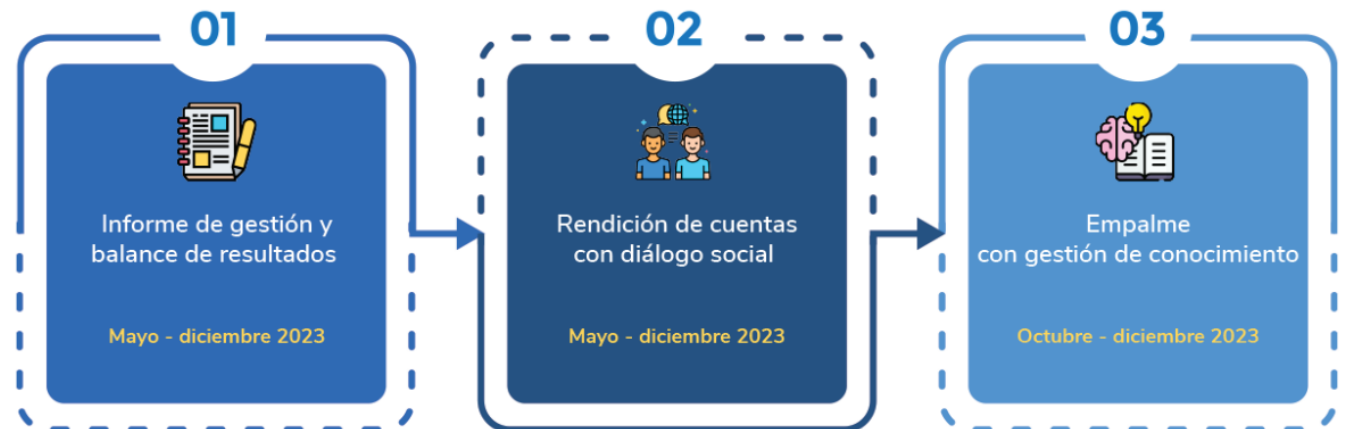 01
Informe de gestión y
balance de resultados
Mayo - diciembre 2023
02
Rendición de cuentas
con diálogo social
Mayo - diciembre 2023
03
Empalme
con gestión de conocimiento
Octubre - diciembre 2023